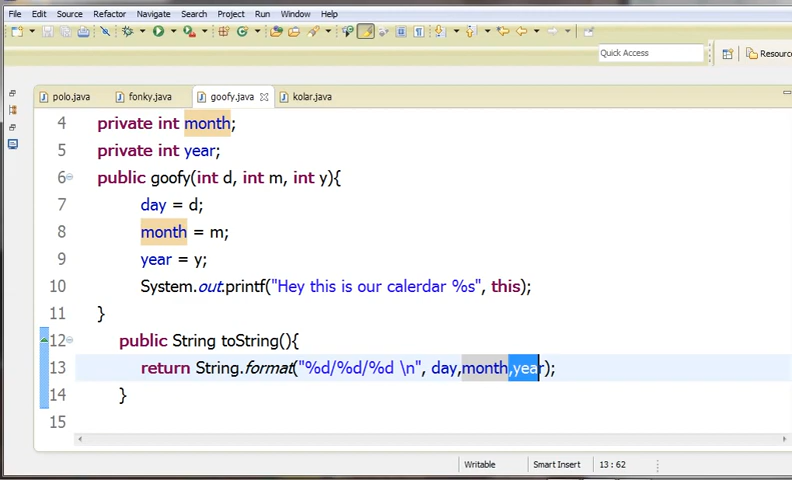 File Edit Source Refactor Navigate Search Project Run Window Help
Quick Access
Resource
polo.java fonky.java goofy.java kolar.java
4 private int month;
5 private int year;
6 public goofy(int d, int m, int y){
7 day = d;
8 month = m;
9 year = y;
10 System.out.printf("Hey this is our calerdar %s", this);
11 }
12 public String toString(){
13 return String.format("%d/%d/%d \n", day,month,year);
14 }
15
Writable Smart Insert 13 : 62